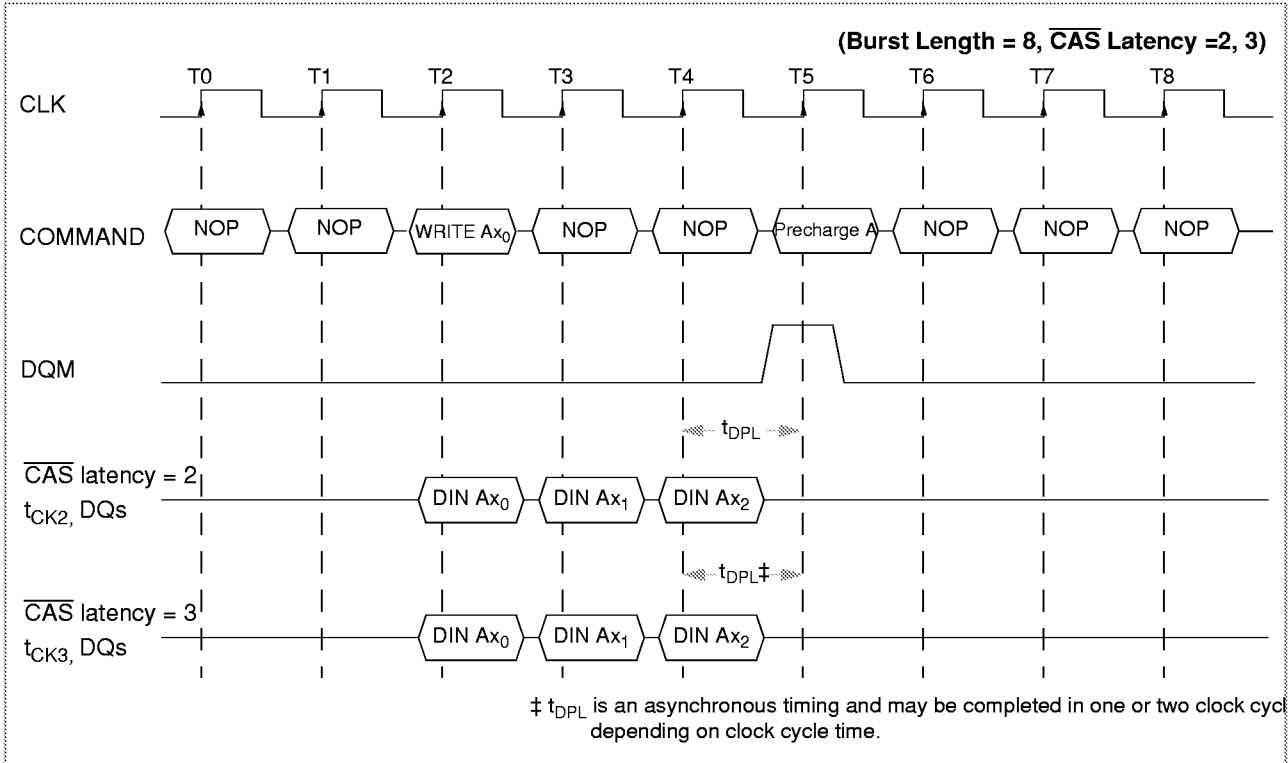 (Burst Length = 8, CAS Latency =2, 3)
T0 T1 T2 T3 T4 T5 T6 T7 T8
CLK
COMMAND NOP NOP WRITE Ax0 NOP NOP Precharge A NOP NOP NOP
DQM
tDPL
CAS latency = 2
tCK2, DQs DIN Ax0 DIN Ax1 DIN Ax2
tDPL‡
CAS latency = 3
tCK3, DQs DIN Ax0 DIN Ax1 DIN Ax2
‡ tDPL is an asynchronous timing and may be completed in one or two clock cycl
depending on clock cycle time.